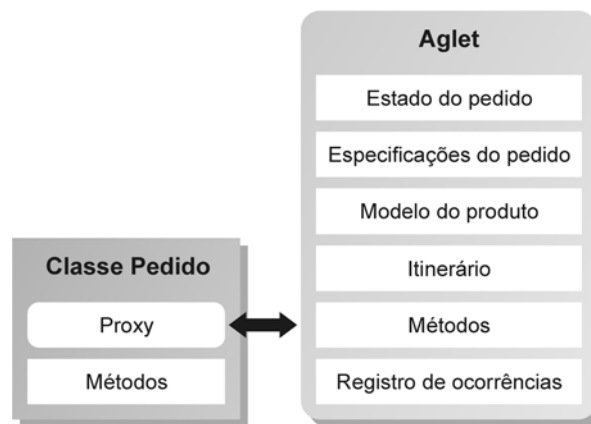 Aglet
Estado do pedido
Especificações do pedido
Modelo do produto
Itinerário
Métodos
Registro de ocorrências
Classe Pedido
Proxy
Métodos